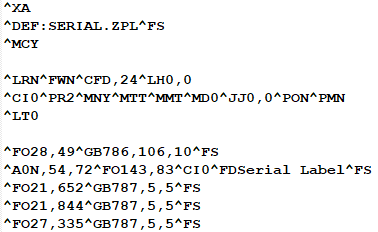 ^XA
^DEF:SERIAL.ZPL^FS
^MCY
^LRN^FWN^CFD,24^LH0,0
^CI0^PR2^MNY^MTT^MMT^MD0^JJ0,0^PON^PMN
^LT0
^FO28,49^GB786,106,10^FS
^A0N,54,72^FO143,83^CI0^FDSerial Label^FS
^FO21,652^GB787,5,5^FS
^FO21,844^GB787,5,5^FS
^FO27,335^GB787,5,5^FS